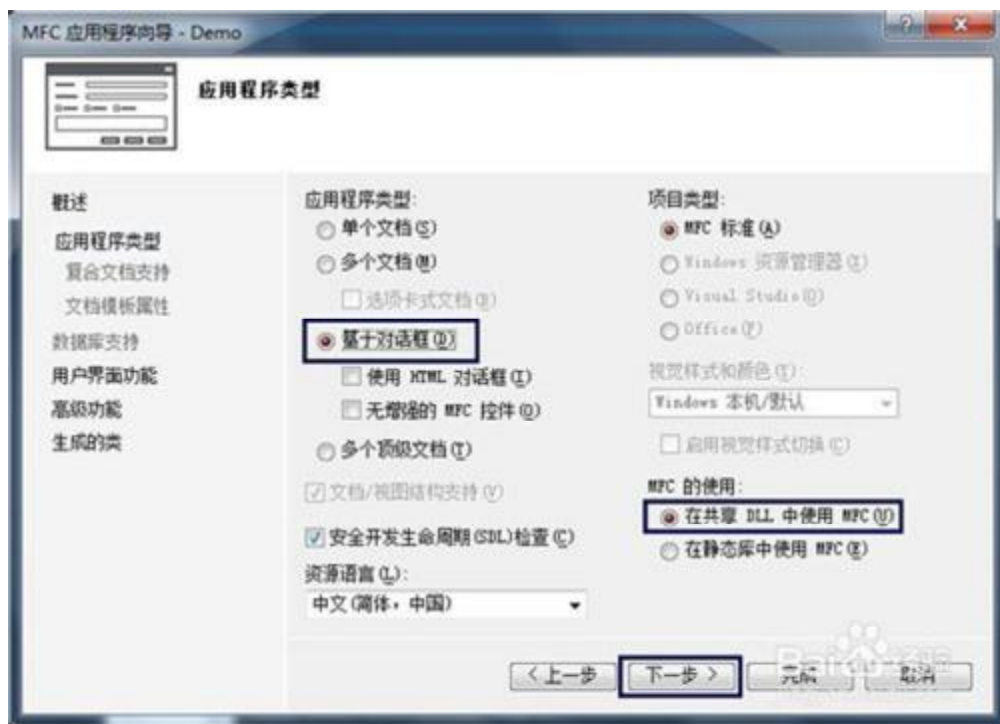 MFC 应用程序向导 - Demo
应用程序类型
概述
应用程序类型
复合文档支持
文档模板属性
数据库支持
用户界面功能
高级功能
生成的类
应用程序类型:
单个文档(S)
多个文档(M)
选项卡式文档(B)
基于对话框(D)
使用 HTML 对话框(T)
无增强的 MFC 控件(O)
多个顶级文档(T)
文档/视图结构支持(V)
安全开发生命周期(SDL)检查(C)
资源语言(L):
中文(简体，中国)
项目类型:
MFC 标准(A)
Windows 资源管理器(X)
Visual Studio(O)
Office(F)
视觉样式和颜色(Y):
Windows 本机/默认
启用视觉样式切换(C)
MFC 的使用:
在共享 DLL 中使用 MFC(U)
在静态库中使用 MFC(E)
< 上一步
下一步 >
完成
取消
Baidu 经验